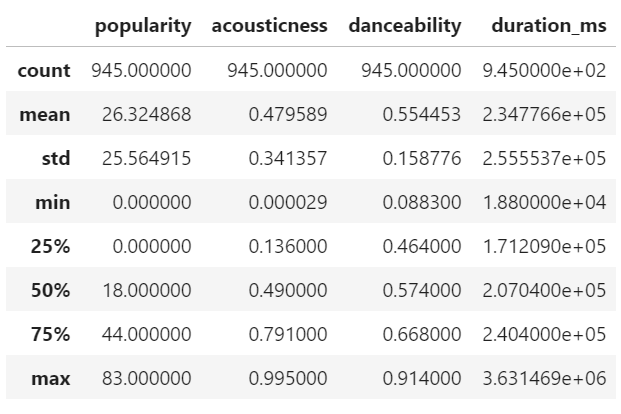 popularity acousticness danceability duration_ms
count 945.000000 945.000000 945.000000 9.450000e+02
mean 26.324868 0.479589 0.554453 2.347766e+05
std 25.564915 0.341357 0.158776 2.555537e+05
min 0.000000 0.000029 0.088300 1.880000e+04
25% 0.000000 0.136000 0.464000 1.712090e+05
50% 18.000000 0.490000 0.574000 2.070400e+05
75% 44.000000 0.791000 0.668000 2.404000e+05
max 83.000000 0.995000 0.914000 3.631469e+06